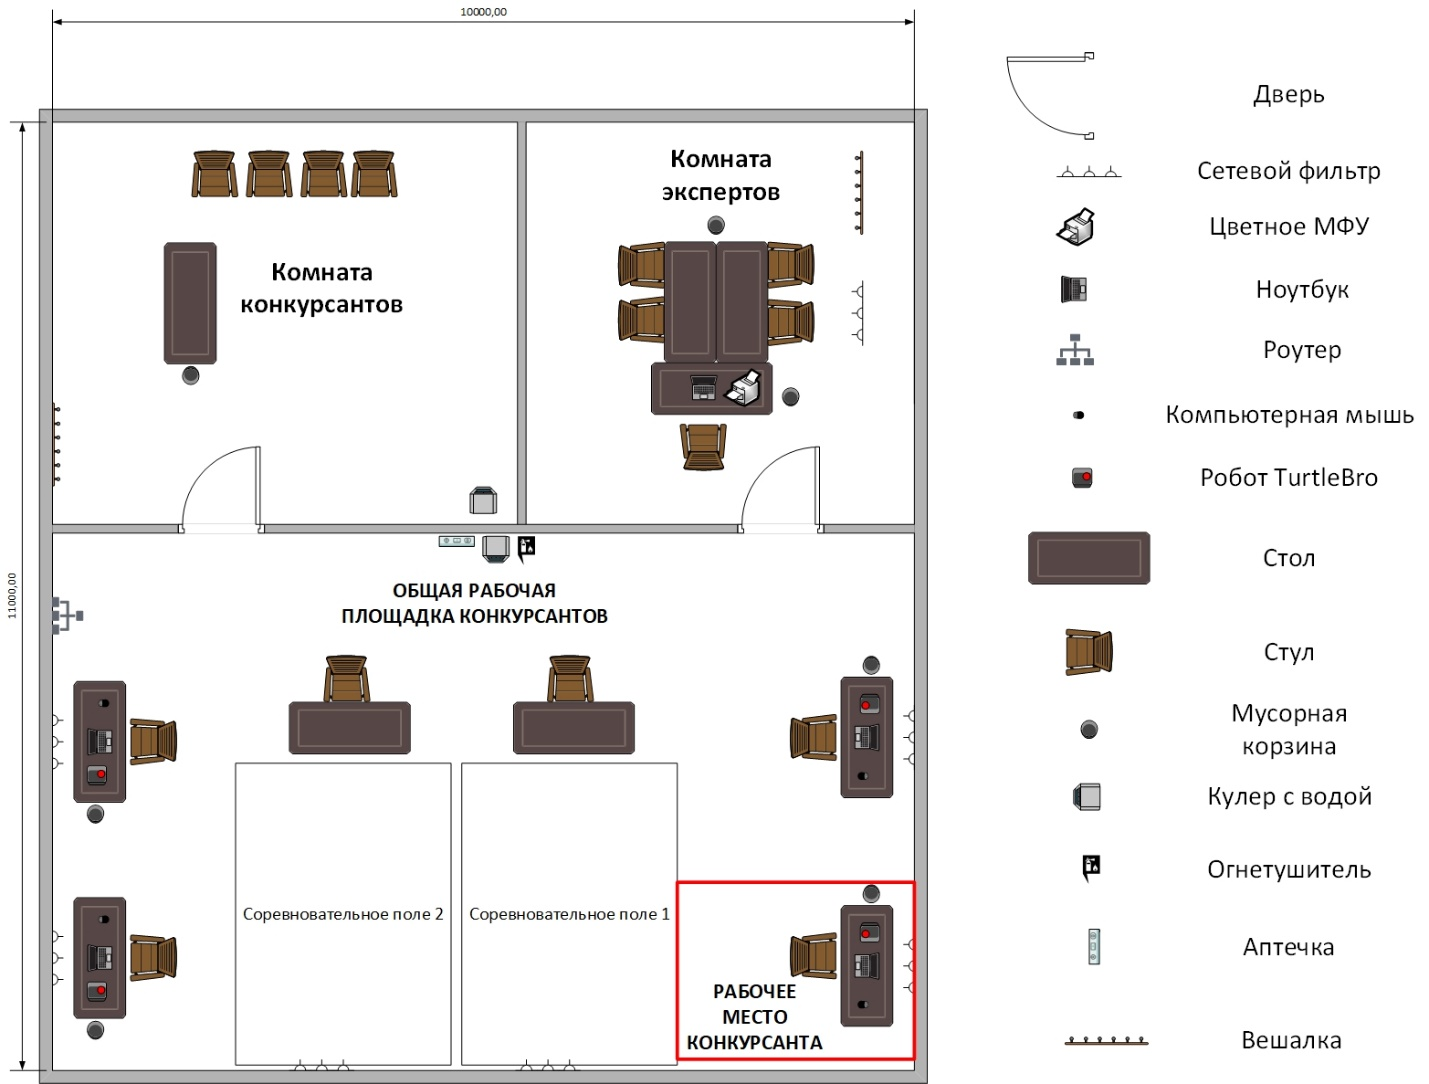 10000,00
11000,00
Комната
экспертов
Комната
конкурсантов
ОБЩАЯ РАБОЧАЯ
ПЛОЩАДКА КОНКУРСАНТОВ
Соревновательное поле 2
Соревновательное поле 1
РАБОЧЕЕ
МЕСТО
КОНКУРСАНТА
Дверь
Сетевой фильтр
Цветное МФУ
Ноутбук
Роутер
Компьютерная мышь
Робот TurtleBro
Стол
Стул
Мусорная
корзина
Кулер с водой
Огнетушитель
Аптечка
Вешалка